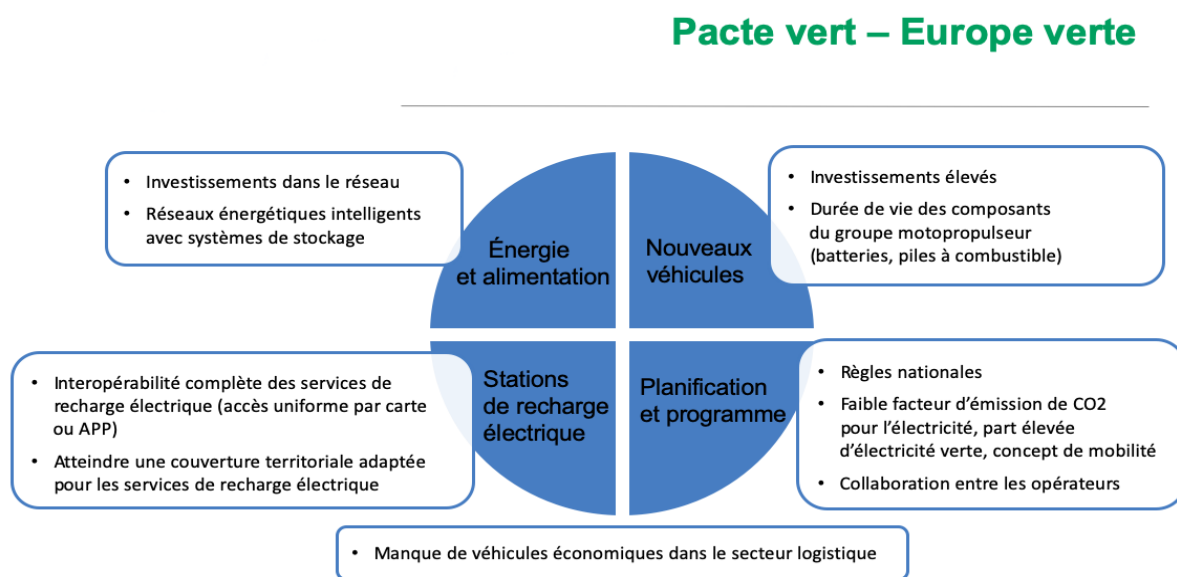 Pacte vert – Europe verte
• Investissements dans le réseau
• Réseaux énergétiques intelligents
avec systèmes de stockage
Énergie
et alimentation
Nouveaux
véhicules
• Investissements élevés
• Durée de vie des composants
du groupe motopropulseur
(batteries, piles à combustible)
• Interopérabilité complète des services de
recharge électrique (accès uniforme par carte
ou APP)
• Atteindre une couverture territoriale adaptée
pour les services de recharge électrique
Stations
de recharge
électrique
Planification
et programme
• Règles nationales
• Faible facteur d’émission de CO2
pour l’électricité, part élevée
d’électricité verte, concept de mobilité
• Collaboration entre les opérateurs
• Manque de véhicules économiques dans le secteur logistique